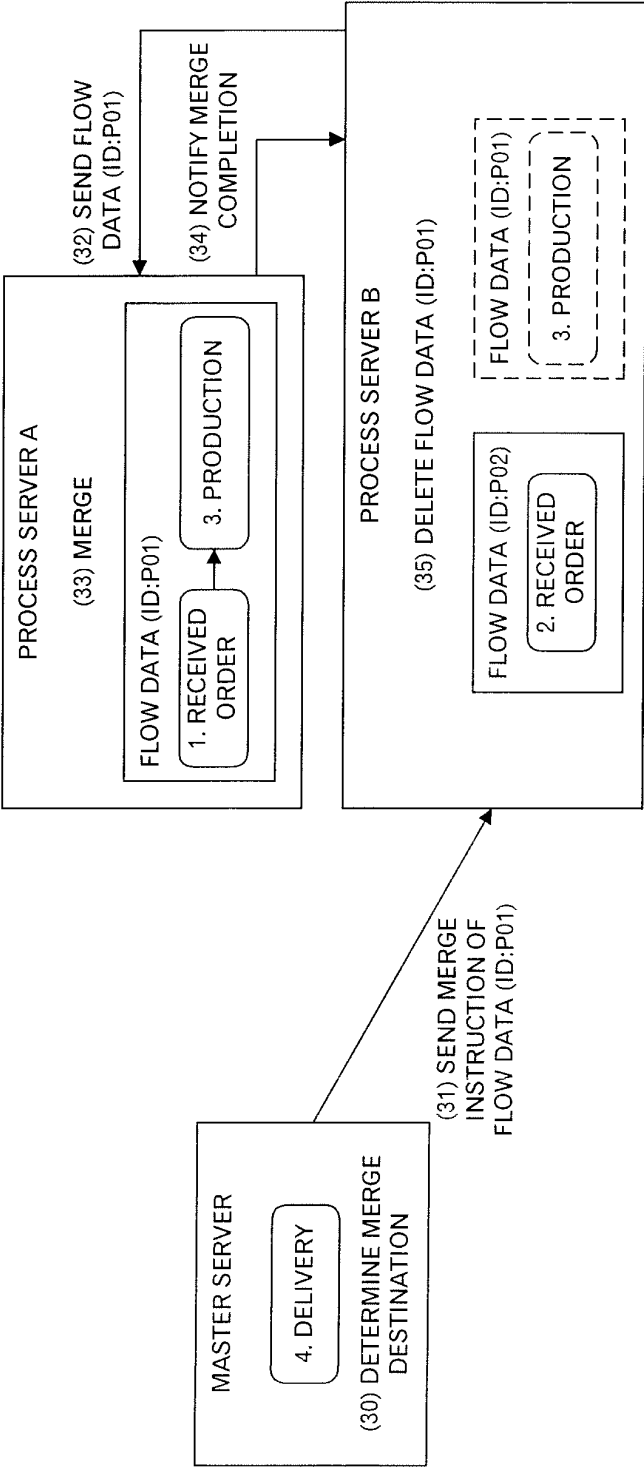 MASTER SERVER
4. DELIVERY
(30) DETERMINE MERGE
DESTINATION
(31) SEND MERGE
INSTRUCTION OF
FLOW DATA (ID:P01)
PROCESS SERVER A
(33) MERGE
FLOW DATA (ID:P01)
1. RECEIVED
ORDER
3. PRODUCTION
(32) SEND FLOW
DATA (ID:P01)
(34) NOTIFY MERGE
COMPLETION
PROCESS SERVER B
(35) DELETE FLOW DATA (ID:P01)
FLOW DATA (ID:P02)
2. RECEIVED
ORDER
FLOW DATA (ID:P01)
3. PRODUCTION